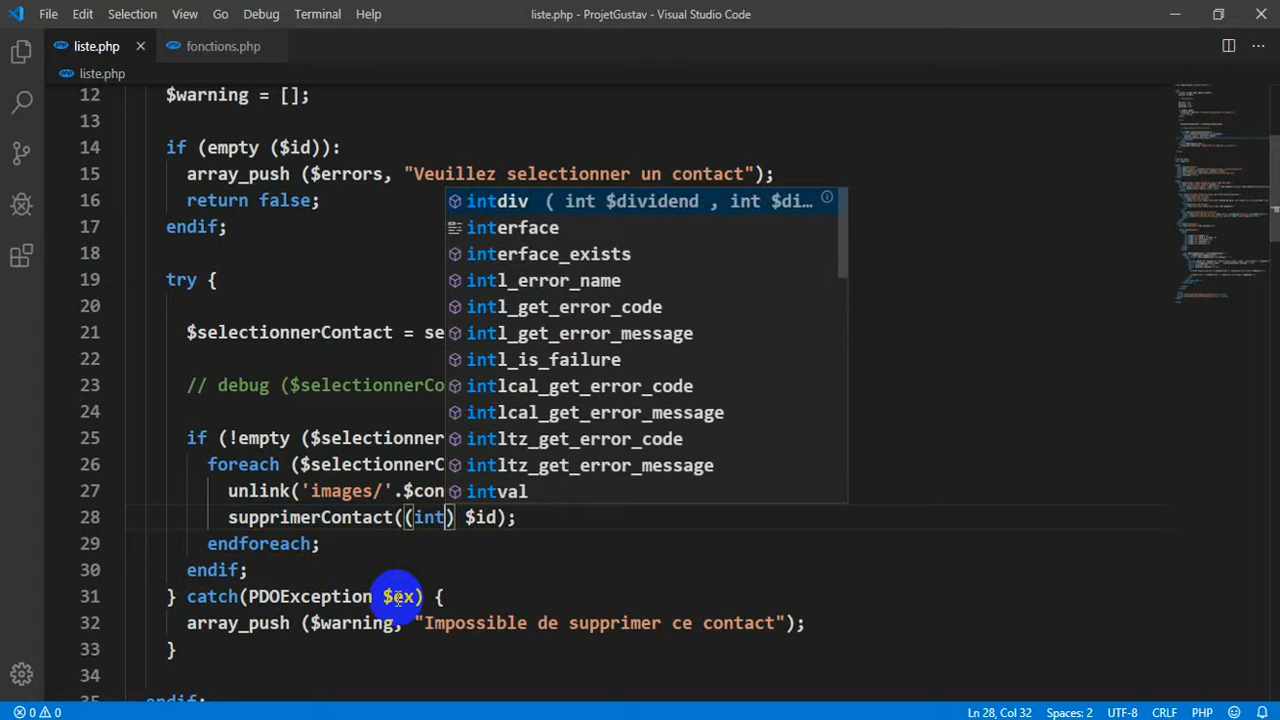 File Edit Selection View Go Debug Terminal Help liste.php - ProjetGustav - Visual Studio Code
liste.php fonctions.php
liste.php
12 $warning = [];
13
14 if (empty ($id)):
15 array_push ($errors, "Veuillez selectionner un contact");
16 return false;
17 endif;
18
19 try {
20
21 $selectionnerContact = se
22
23 // debug ($selectionnerCo
24
25 if (!empty ($selectionner
26 foreach ($selectionnerC
27 unlink('images/'.$con
28 supprimerContact((int) $id);
29 endforeach;
30 endif;
31 } catch(PDOException $ex) {
32 array_push ($warning, "Impossible de supprimer ce contact");
33 }
34
35 endif;
intdiv ( int $dividend , int $di…
interface
interface_exists
intl_error_name
intl_get_error_code
intl_get_error_message
intl_is_failure
intlcal_get_error_code
intlcal_get_error_message
intltz_get_error_code
intltz_get_error_message
intval
0 0 Ln 28, Col 32 Spaces: 2 UTF-8 CRLF PHP